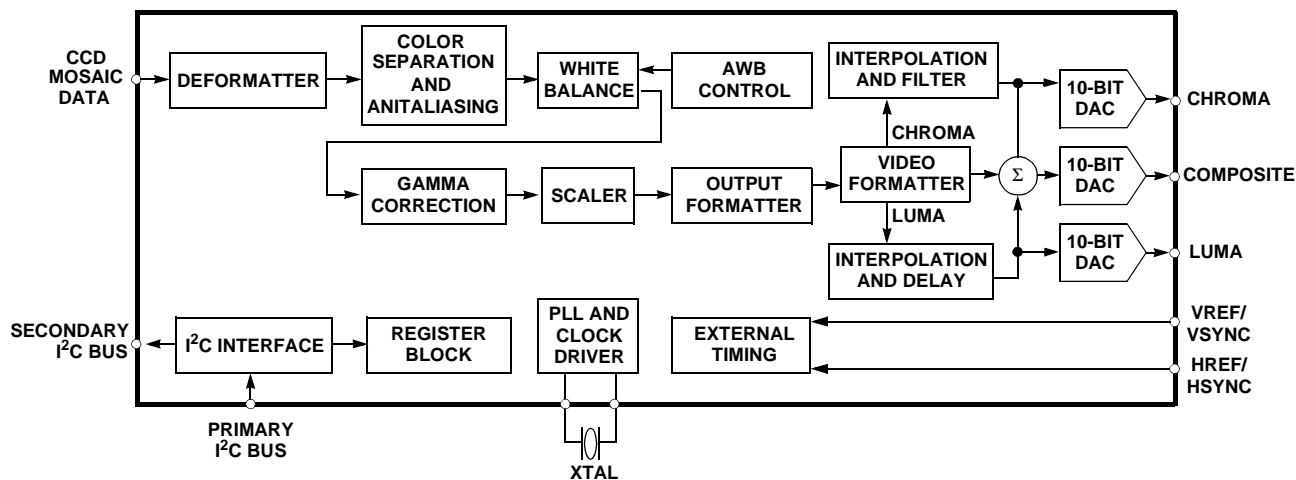 CCD
MOSAIC
DATA
DEFORMATTER
COLOR
SEPARATION
AND
ANITALIASING
WHITE
BALANCE
AWB
CONTROL
INTERPOLATION
AND FILTER
10-BIT
DAC
CHROMA
CHROMA
GAMMA
CORRECTION
SCALER
OUTPUT
FORMATTER
VIDEO
FORMATTER
Σ
10-BIT
DAC
COMPOSITE
LUMA
INTERPOLATION
AND DELAY
10-BIT
DAC
LUMA
SECONDARY
I²C BUS
I²C INTERFACE
REGISTER
BLOCK
PLL AND
CLOCK
DRIVER
EXTERNAL
TIMING
VREF/
VSYNC
HREF/
HSYNC
PRIMARY
I²C BUS
XTAL